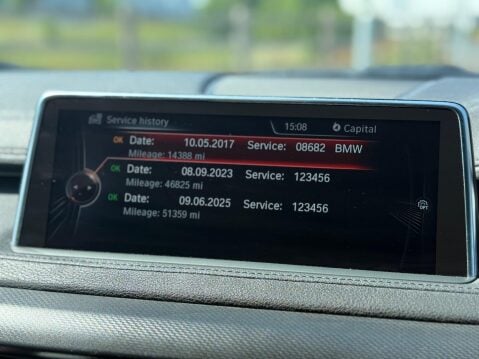 Service history 15:08 Capital
OK Date: 10.05.2017 Service: 08682 BMW
Mileage: 14388 mi
OK Date: 08.09.2023 Service: 123456
Mileage: 46825 mi
OK Date: 09.06.2025 Service: 123456
Mileage: 51359 mi